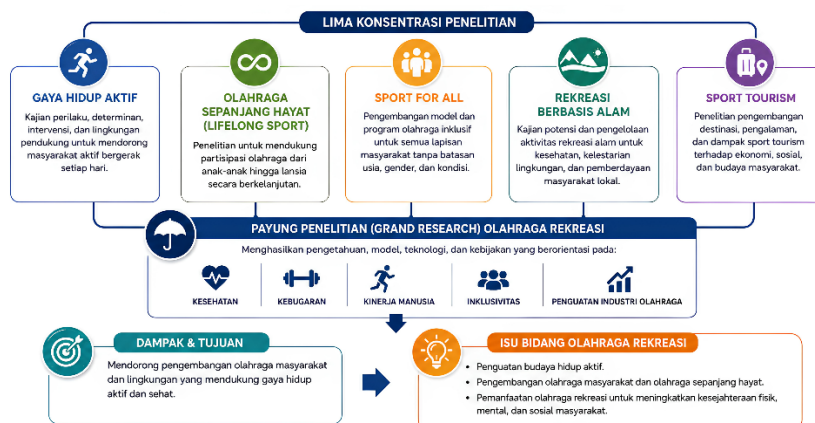 LIMA KONSENTRASI PENELITIAN
GAYA HIDUP AKTIF
Kajian perilaku, determinan,
intervensi, dan lingkungan
pendukung untuk mendorong
masyarakat aktif bergerak
setiap hari.
OLAHRAGA
SEPANJANG HAYAT
(LIFELONG SPORT)
Penelitian untuk mendukung
partisipasi olahraga dari
anak-anak hingga lansia
secara berkelanjutan.
SPORT FOR ALL
Pengembangan model dan
program olahraga inklusif
untuk semua lapisan
masyarakat tanpa batasan
usia, gender, dan kondisi.
REKREASI
BERBASIS ALAM
Kajian potensi dan pengelolaan
aktivitas rekreasi alam untuk
kesehatan, kelestarian
lingkungan, dan pemberdayaan
masyarakat lokal.
SPORT TOURISM
Penelitian pengembangan
destinasi, pengalaman,
dan dampak sport tourism
terhadap ekonomi, sosial,
dan budaya masyarakat.
PAYUNG PENELITIAN (GRAND RESEARCH) OLAHRAGA REKREASI
Menghasilkan pengetahuan, model, teknologi, dan kebijakan yang berorientasi pada:
KESEHATAN
KEBUGARAN
KINERJA MANUSIA
INKLUSIVITAS
PENGUATAN INDUSTRI OLAHRAGA
DAMPAK & TUJUAN
Mendorong pengembangan olahraga masyarakat
dan lingkungan yang mendukung gaya hidup
aktif dan sehat.
ISU BIDANG OLAHRAGA REKREASI
• Penguatan budaya hidup aktif.
• Pengembangan olahraga masyarakat dan olahraga sepanjang hayat.
• Pemanfaatan olahraga rekreasi untuk meningkatkan kesejahteraan fisik,
mental, dan sosial masyarakat.